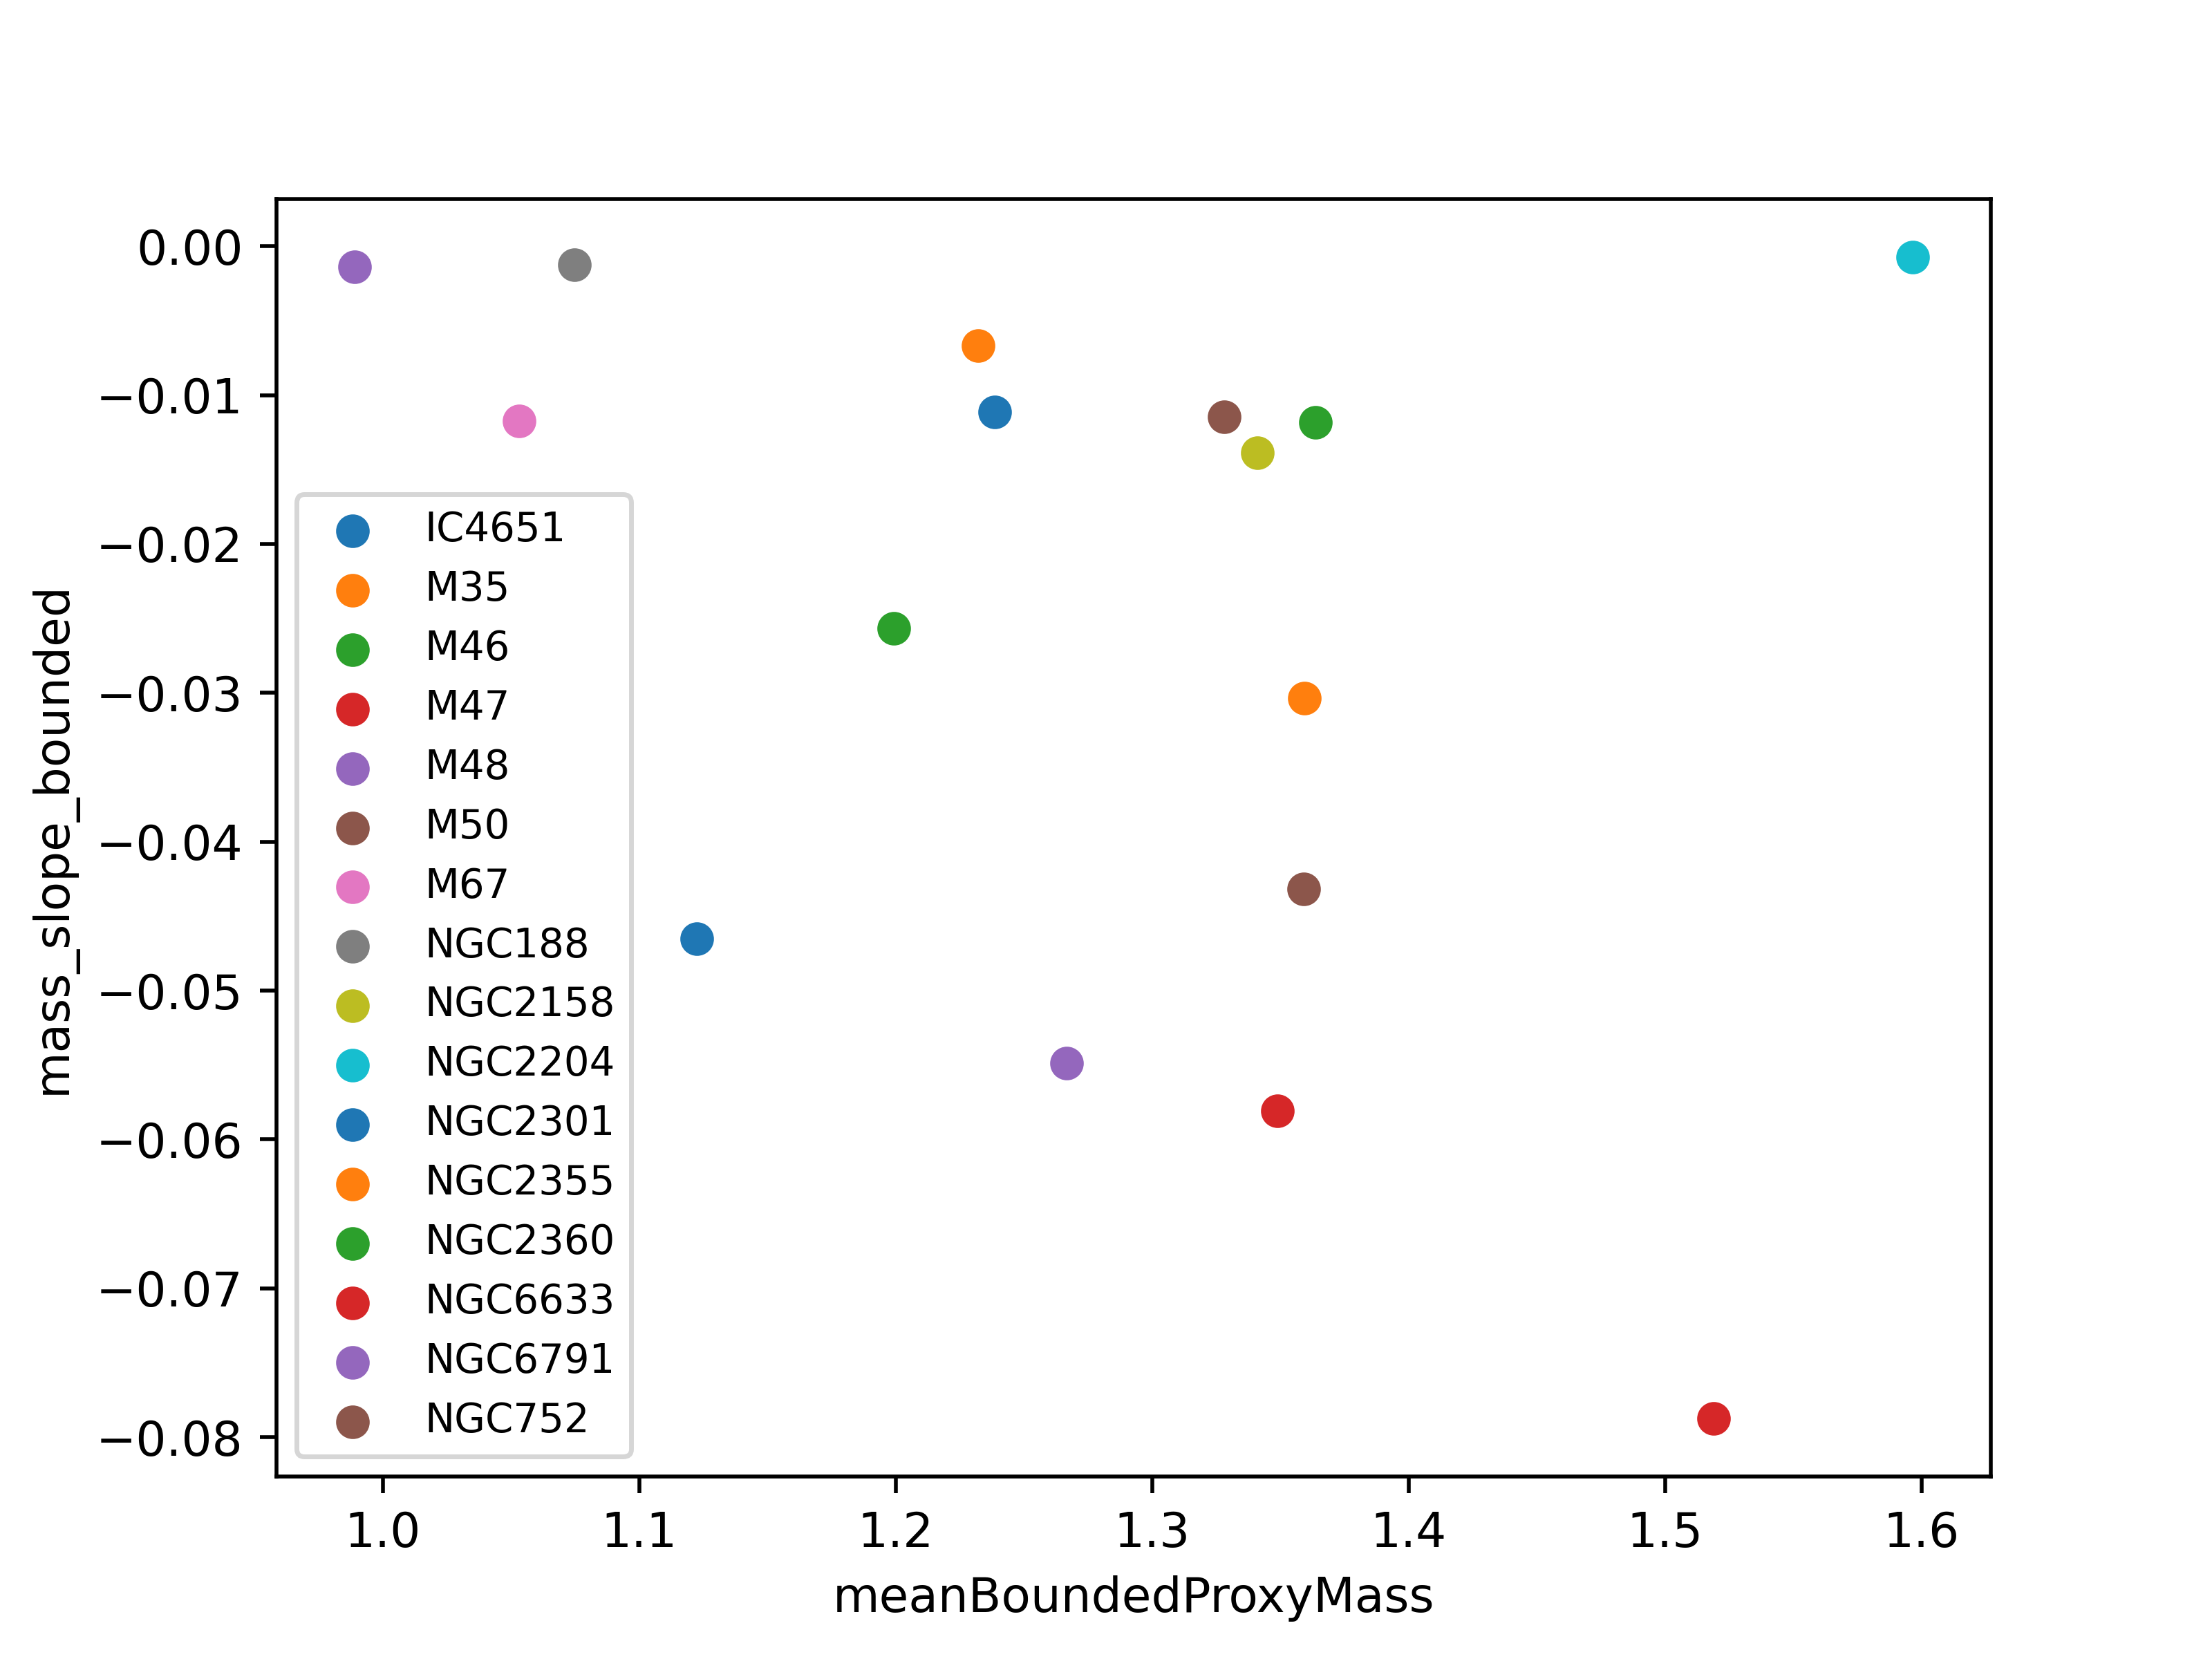 0.00
−0.01
−0.02
−0.03
−0.04
−0.05
−0.06
−0.07
−0.08
mass_slope_bounded
IC4651
M35
M46
M47
M48
M50
M67
NGC188
NGC2158
NGC2204
NGC2301
NGC2355
NGC2360
NGC6633
NGC6791
NGC752
1.0 1.1 1.2 1.3 1.4 1.5 1.6
meanBoundedProxyMass